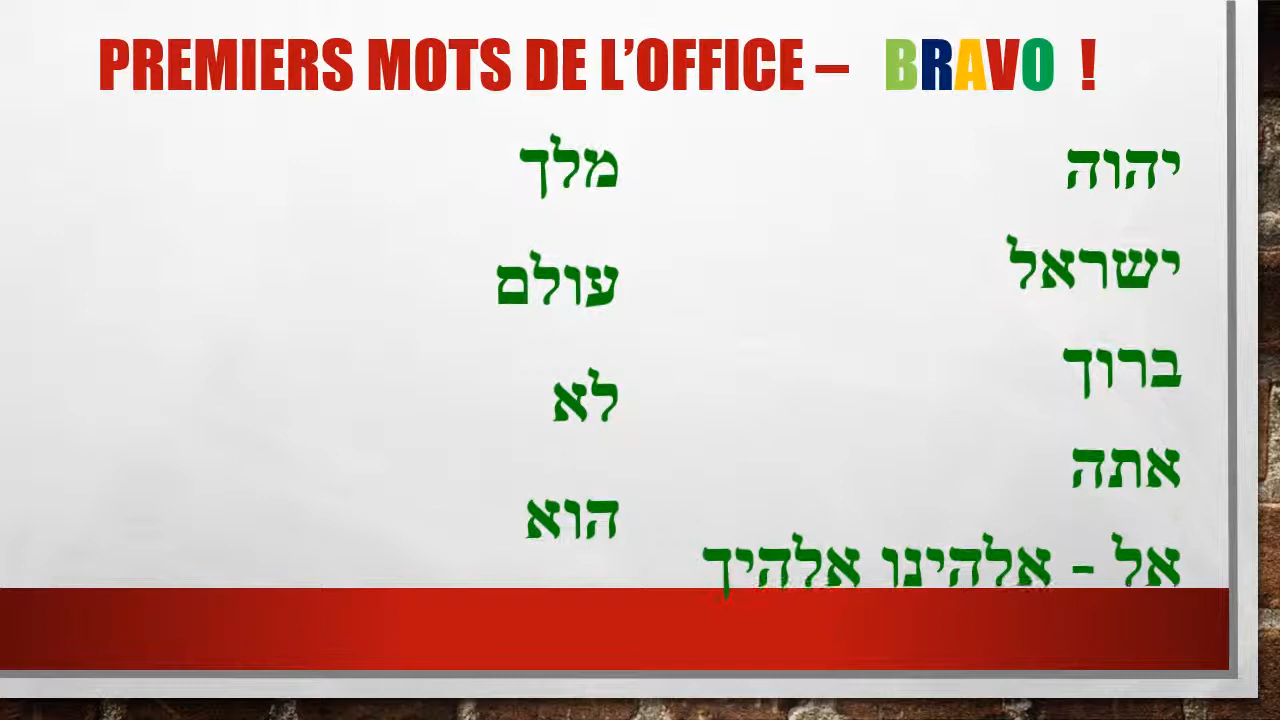 PREMIERS MOTS DE L’OFFICE – BRAVO !
יהוה
ישראל
ברוך
אתה
אל - אלהינו אלהיך
מלך
עולם
לא
הוא